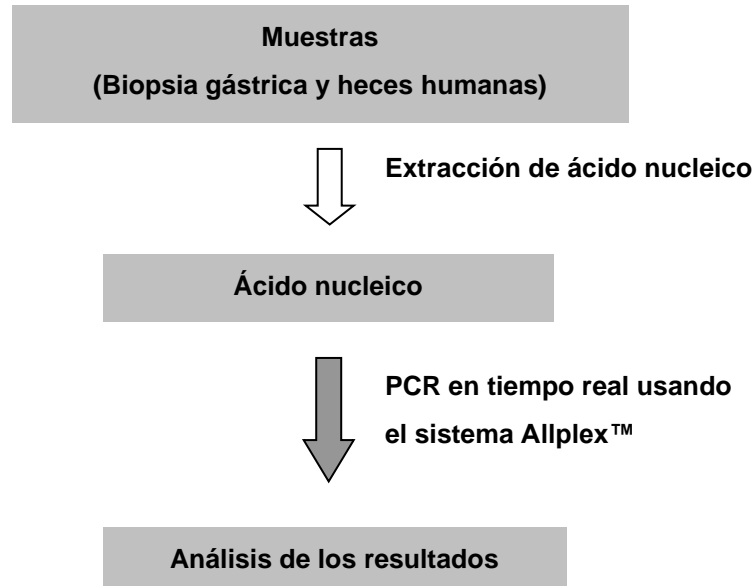 Muestras
(Biopsia gástrica y heces humanas)
Extracción de ácido nucleico
Ácido nucleico
PCR en tiempo real usando
el sistema Allplex™
Análisis de los resultados